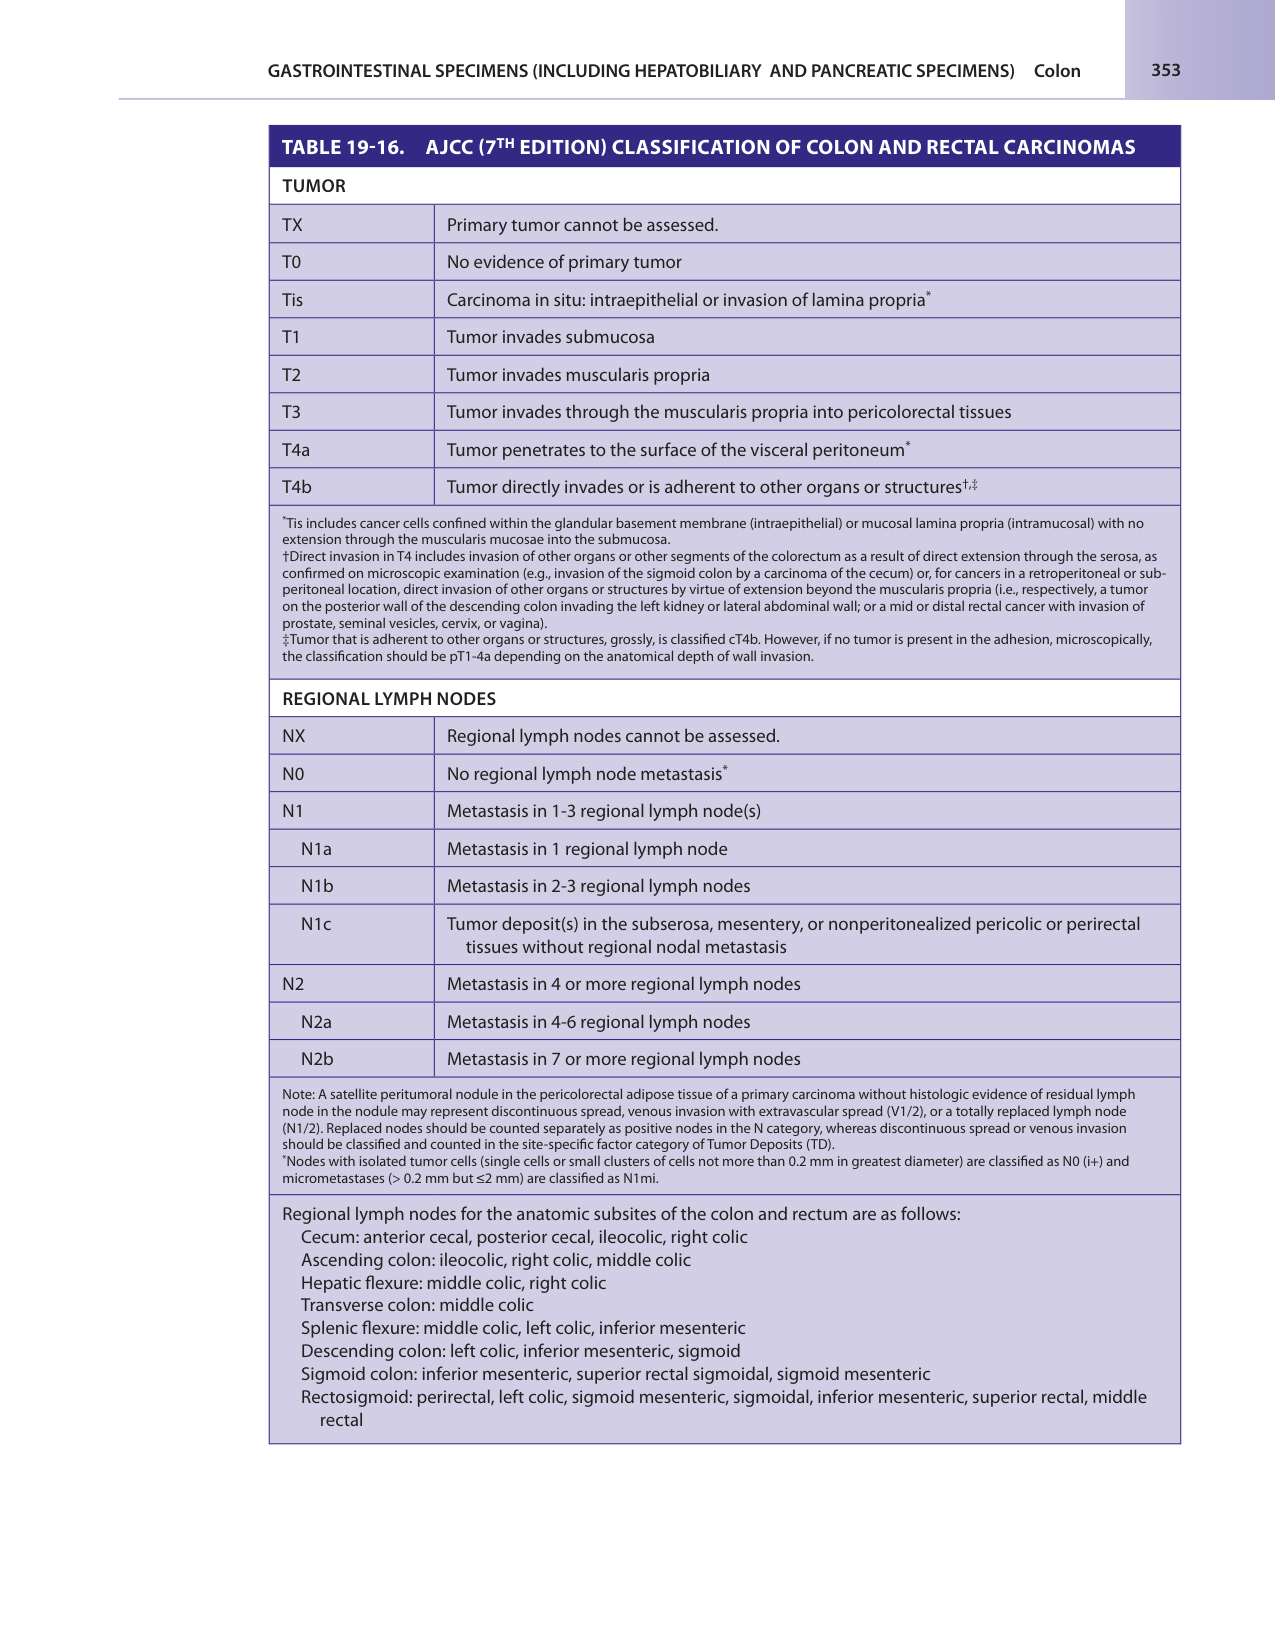 GASTROINTESTINAL SPECIMENS (INCLUDING HEPATOBILIARY AND PANCREATIC SPECIMENS) Colon 353
TABLE 19-16. AJCC (7TH EDITION) CLASSIFICATION OF COLON AND RECTAL CARCINOMAS
TUMOR
TX Primary tumor cannot be assessed.
T0 No evidence of primary tumor
Tis Carcinoma in situ: intraepithelial or invasion of lamina propria*
T1 Tumor invades submucosa
T2 Tumor invades muscularis propria
T3 Tumor invades through the muscularis propria into pericolorectal tissues
T4a Tumor penetrates to the surface of the visceral peritoneum*
T4b Tumor directly invades or is adherent to other organs or structures†,‡
*Tis includes cancer cells confined within the glandular basement membrane (intraepithelial) or mucosal lamina propria (intramucosal) with no
extension through the muscularis mucosae into the submucosa.
†Direct invasion in T4 includes invasion of other organs or other segments of the colorectum as a result of direct extension through the serosa, as
confirmed on microscopic examination (e.g., invasion of the sigmoid colon by a carcinoma of the cecum) or, for cancers in a retroperitoneal or sub-
peritoneal location, direct invasion of other organs or structures by virtue of extension beyond the muscularis propria (i.e., respectively, a tumor
on the posterior wall of the descending colon invading the left kidney or lateral abdominal wall; or a mid or distal rectal cancer with invasion of
prostate, seminal vesicles, cervix, or vagina).
‡Tumor that is adherent to other organs or structures, grossly, is classified cT4b. However, if no tumor is present in the adhesion, microscopically,
the classification should be pT1-4a depending on the anatomical depth of wall invasion.
REGIONAL LYMPH NODES
NX Regional lymph nodes cannot be assessed.
N0 No regional lymph node metastasis*
N1 Metastasis in 1-3 regional lymph node(s)
N1a Metastasis in 1 regional lymph node
N1b Metastasis in 2-3 regional lymph nodes
N1c Tumor deposit(s) in the subserosa, mesentery, or nonperitonealized pericolic or perirectal
tissues without regional nodal metastasis
N2 Metastasis in 4 or more regional lymph nodes
N2a Metastasis in 4-6 regional lymph nodes
N2b Metastasis in 7 or more regional lymph nodes
Note: A satellite peritumoral nodule in the pericolorectal adipose tissue of a primary carcinoma without histologic evidence of residual lymph
node in the nodule may represent discontinuous spread, venous invasion with extravascular spread (V1/2), or a totally replaced lymph node
(N1/2). Replaced nodes should be counted separately as positive nodes in the N category, whereas discontinuous spread or venous invasion
should be classified and counted in the site-specific factor category of Tumor Deposits (TD).
*Nodes with isolated tumor cells (single cells or small clusters of cells not more than 0.2 mm in greatest diameter) are classified as N0 (i+) and
micrometastases (> 0.2 mm but ≤2 mm) are classified as N1mi.
Regional lymph nodes for the anatomic subsites of the colon and rectum are as follows:
Cecum: anterior cecal, posterior cecal, ileocolic, right colic
Ascending colon: ileocolic, right colic, middle colic
Hepatic flexure: middle colic, right colic
Transverse colon: middle colic
Splenic flexure: middle colic, left colic, inferior mesenteric
Descending colon: left colic, inferior mesenteric, sigmoid
Sigmoid colon: inferior mesenteric, superior rectal sigmoidal, sigmoid mesenteric
Rectosigmoid: perirectal, left colic, sigmoid mesenteric, sigmoidal, inferior mesenteric, superior rectal, middle
rectal